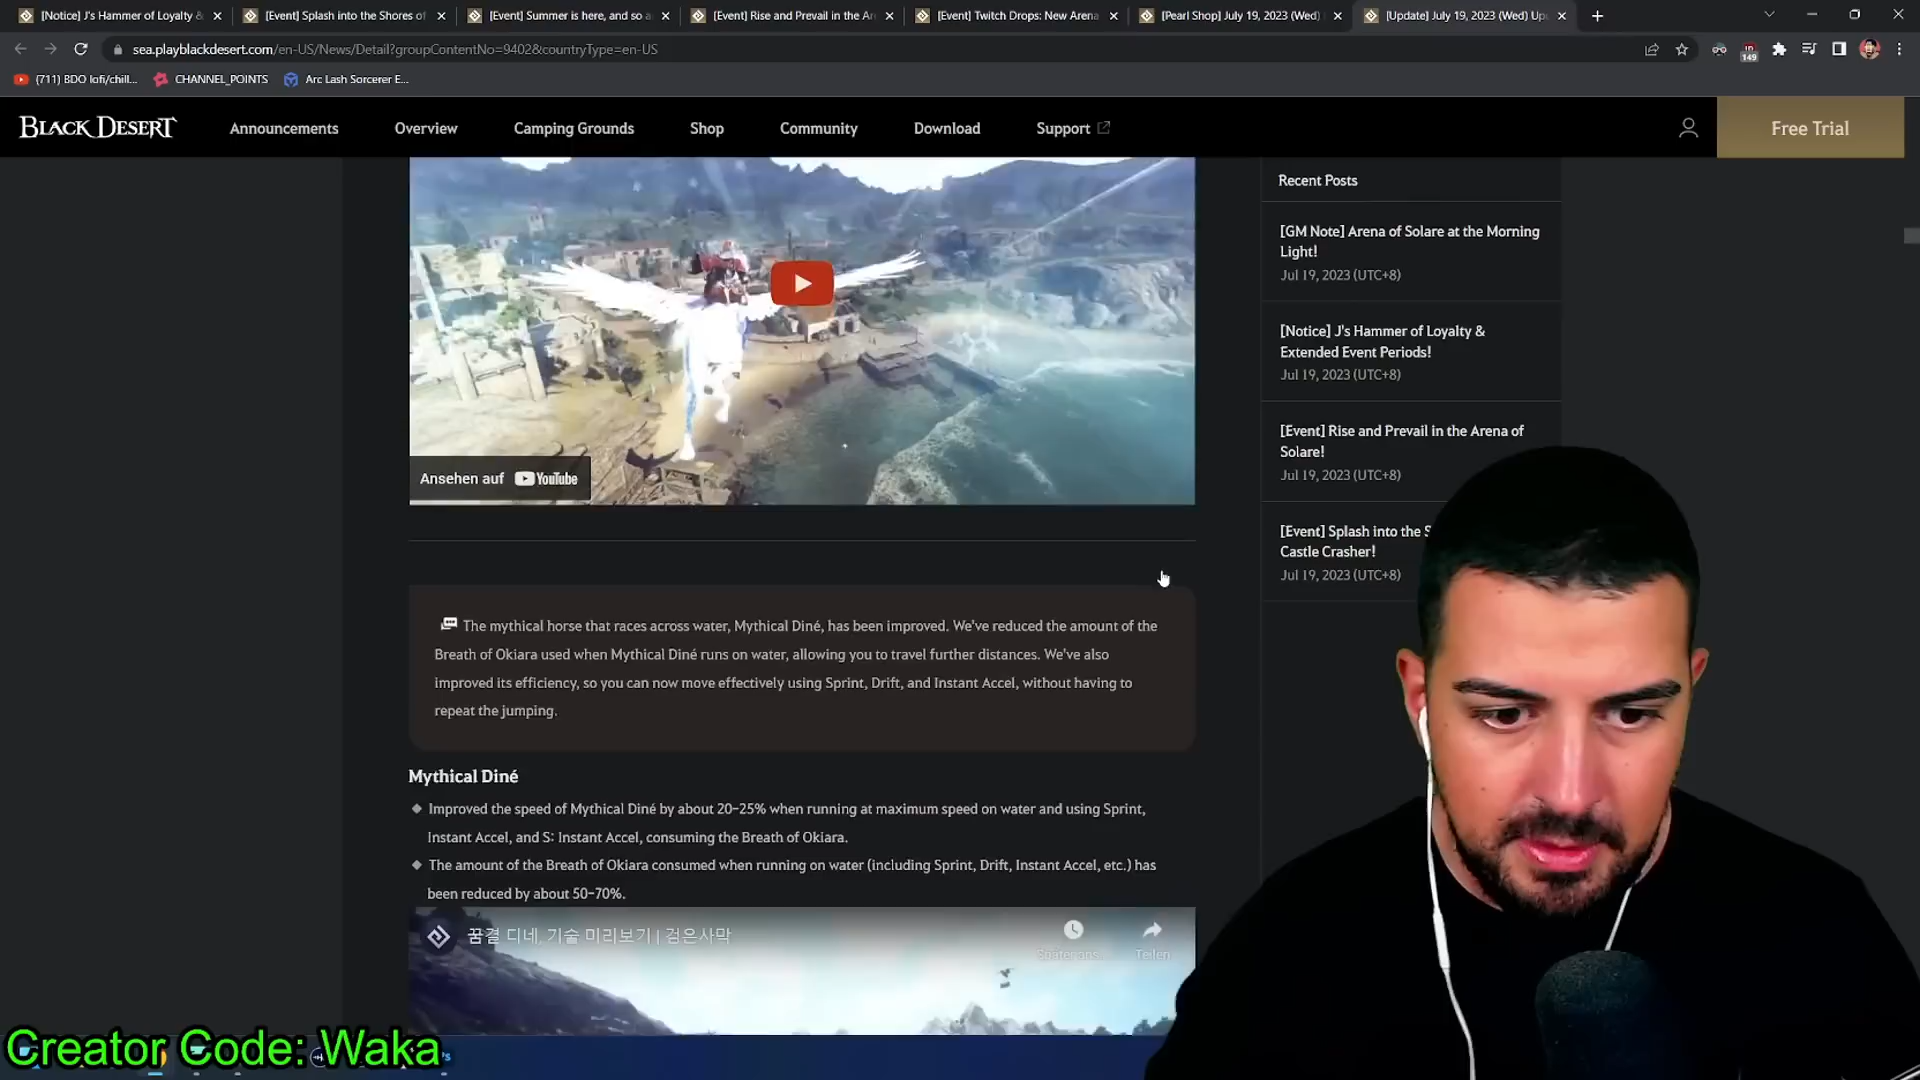 [Notice] J's Hammer of Loyalty &
[Event] Splash into the Shores of
[Event] Summer is here, and so a
[Event] Rise and Prevail in the Ar
[Event] Twitch Drops: New Arena
[Pearl Shop] July 19, 2023 (Wed)
[Update] July 19, 2023 (Wed) Up
sea.playblackdesert.com/en-US/News/Detail?groupContentNo=9402&countryType=en-US
149
(711) BDO lofi/chill...
CHANNEL_POINTS
Arc Lash Sorcerer E...
BLACK DESERT
Announcements
Overview
Camping Grounds
Shop
Community
Download
Support
Free Trial
Recent Posts
[GM Note] Arena of Solare at the Morning
Light!
Jul 19, 2023 (UTC+8)
[Notice] J's Hammer of Loyalty &
Extended Event Periods!
Jul 19, 2023 (UTC+8)
[Event] Rise and Prevail in the Arena of
Solare!
Jul 19, 2023 (UTC+8)
[Event] Splash into the S
Castle Crasher!
Jul 19, 2023 (UTC+8)
Ansehen auf YouTube
The mythical horse that races across water, Mythical Diné, has been improved. We've reduced the amount of the
Breath of Okiara used when Mythical Diné runs on water, allowing you to travel further distances. We've also
improved its efficiency, so you can now move effectively using Sprint, Drift, and Instant Accel, without having to
repeat the jumping.
Mythical Diné
Improved the speed of Mythical Diné by about 20-25% when running at maximum speed on water and using Sprint,
Instant Accel, and S: Instant Accel, consuming the Breath of Okiara.
The amount of the Breath of Okiara consumed when running on water (including Sprint, Drift, Instant Accel, etc.) has
been reduced by about 50-70%.
꿈결 디네, 기술 미리보기 | 검은사막
Später ans...
Teilen
Creator Code: Waka